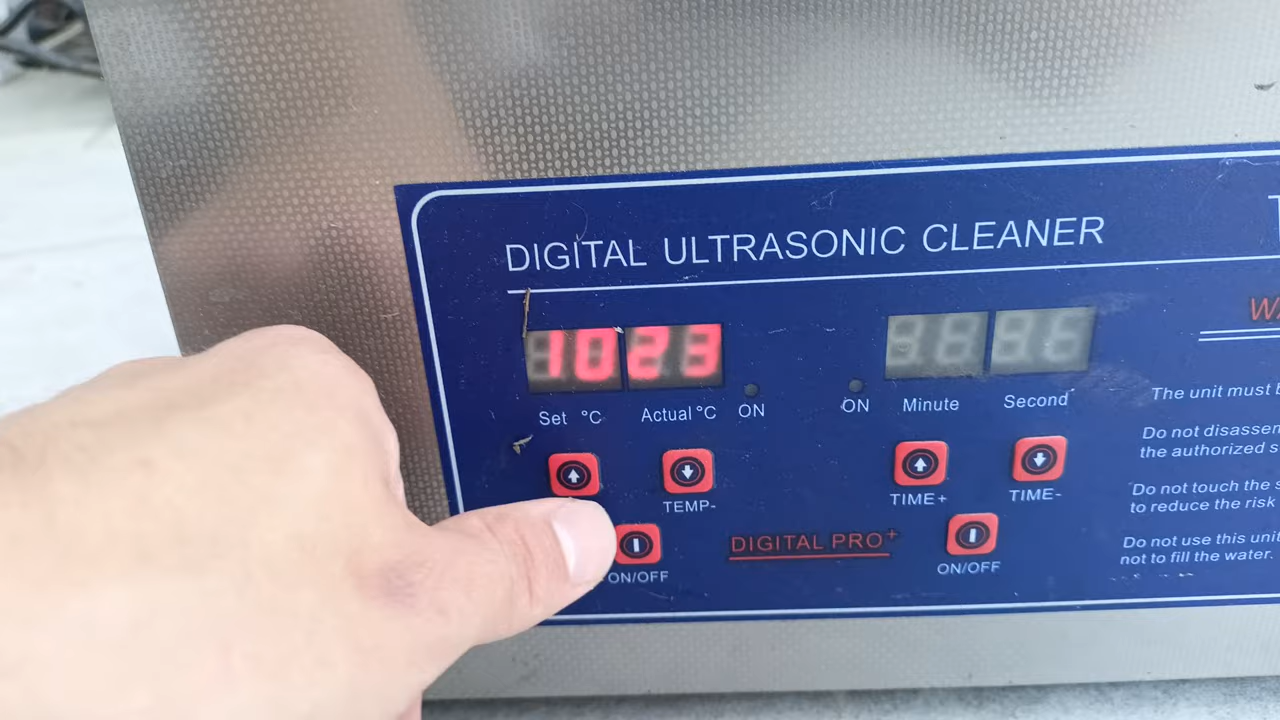 DIGITAL ULTRASONIC CLEANER
10 23
Set °C Actual °C ON ON Minute Second
TEMP- TIME+ TIME-
DIGITAL PRO+
ON/OFF ON/OFF
The unit must
Do not disassem
the authorized
Do not touch the
to reduce the risk
Do not use this unit
not to fill the water.